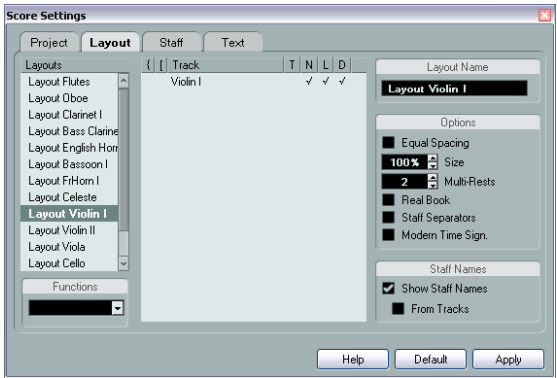 Score Settings
Project Layout Staff Text
Layouts
Layout Flutes
Layout Oboe
Layout Clarinet I
Layout Bass Clarine
Layout English Horr
Layout Bassoon I
Layout FrHorn I
Layout Celeste
Layout Violin I
Layout Violin II
Layout Viola
Layout Cello
Functions
{ [ Track T N L D
Violin I ✓ ✓ ✓
Layout Name
Layout Violin I
Options
Equal Spacing
100% Size
2 Multi-Rests
Real Book
Staff Separators
Modern Time Sign.
Staff Names
Show Staff Names
From Tracks
Help Default Apply